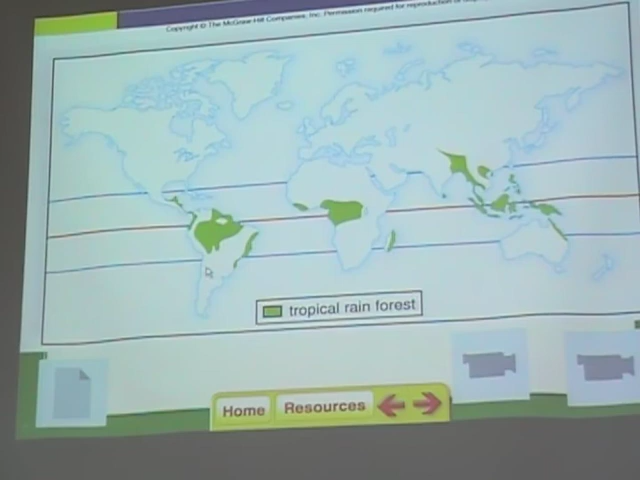 Copyright © The McGraw-Hill Companies, Inc. Permission required for reproduction or
tropical rain forest
Home Resources